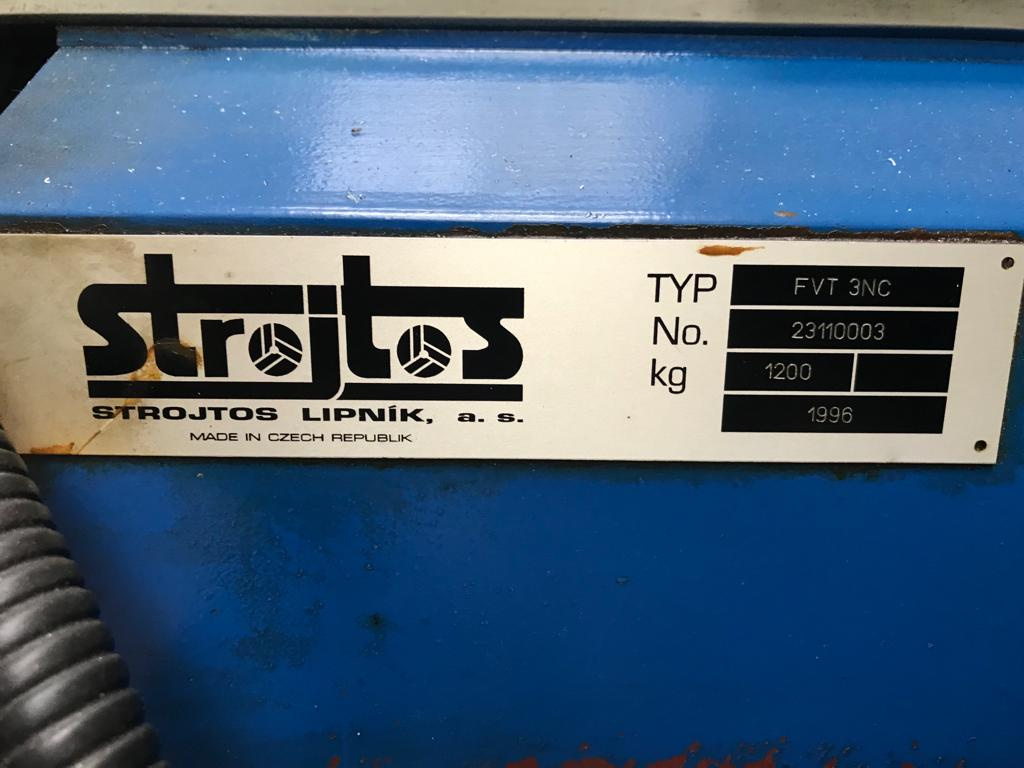 strojtos
STROJTOS LIPNÍK, a. s.
MADE IN CZECH REPUBLIK
TYP FVT 3NC
No. 23110003
kg 1200
1996